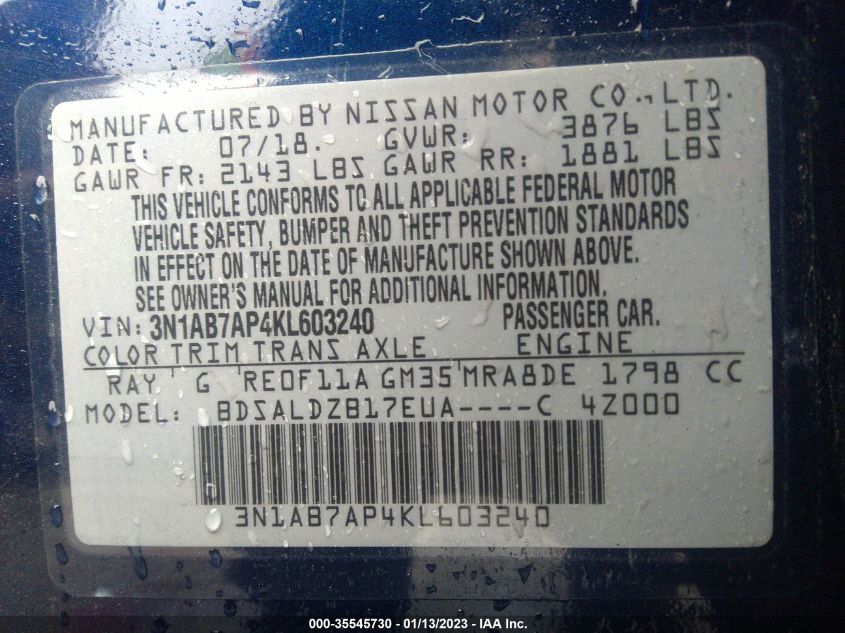 MANUFACTURED BY NISSAN MOTOR CO., LTD.
DATE: 07/18. GVWR: 3876 LBS
GAWR FR: 2143 LBS GAWR RR: 1881 LBS
THIS VEHICLE CONFORMS TO ALL APPLICABLE FEDERAL MOTOR
VEHICLE SAFETY, BUMPER AND THEFT PREVENTION STANDARDS
IN EFFECT ON THE DATE OF MANUFACTURE SHOWN ABOVE.
SEE OWNER'S MANUAL FOR ADDITIONAL INFORMATION.
VIN: 3N1AB7AP4KL603240 PASSENGER CAR.
COLOR TRIM TRANS AXLE ENGINE
RAY G RE0F11A GM35 MRA8DE 1798 CC
MODEL: BDSALDZB17EUA----C 4Z000
3N1AB7AP4KL603240
000-35545730 - 01/13/2023 - IAA Inc.